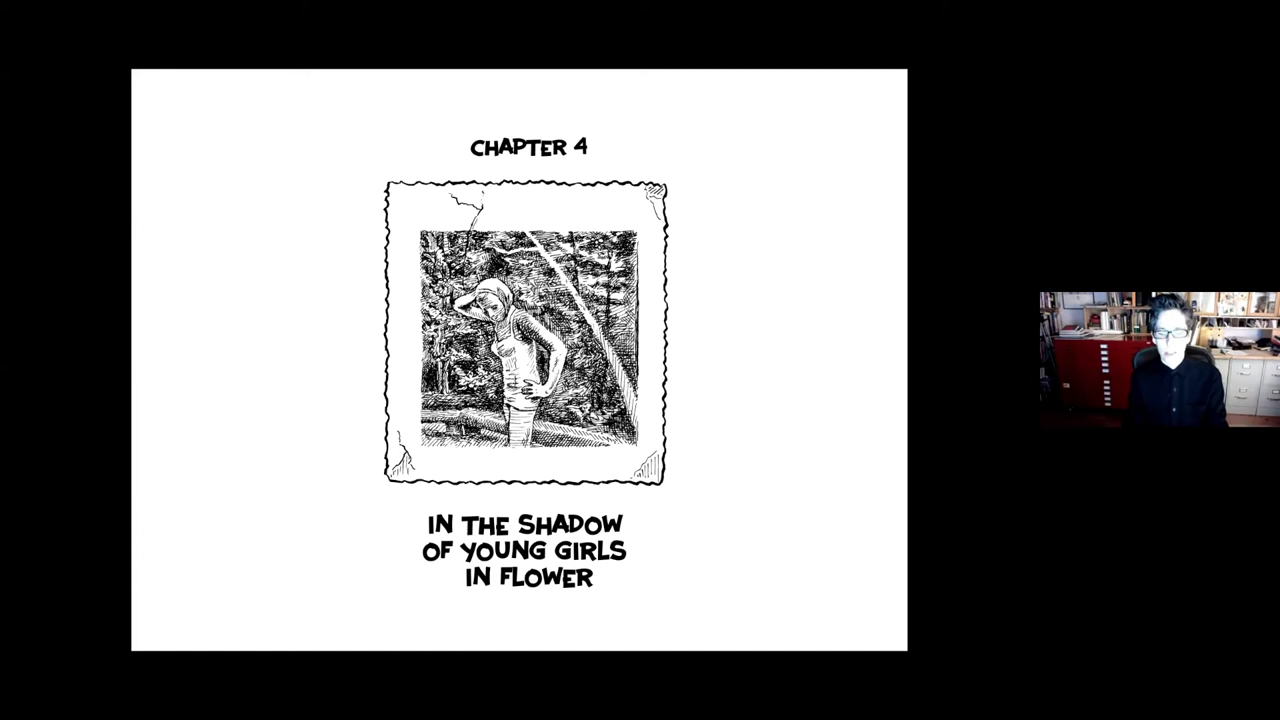 CHAPTER 4
IN THE SHADOW
OF YOUNG GIRLS
IN FLOWER